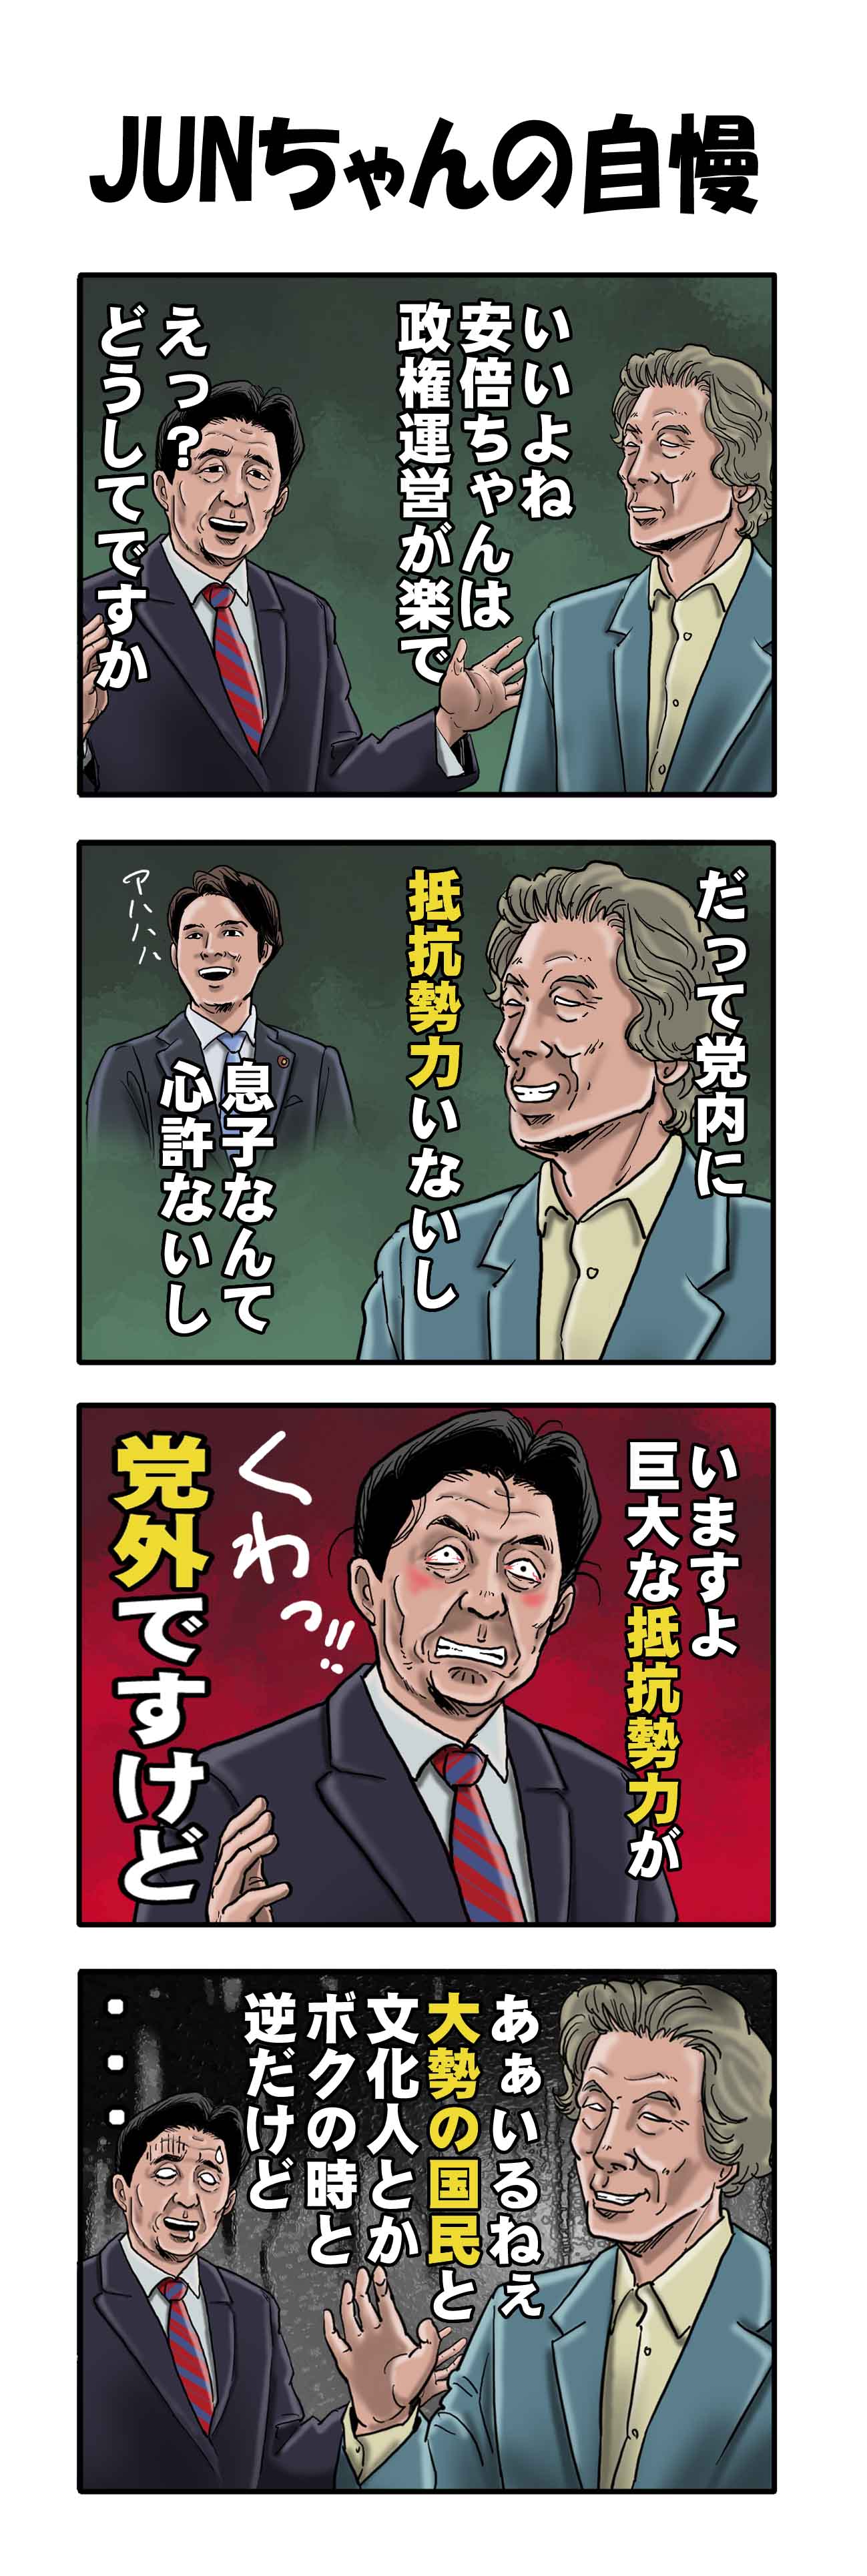 JUNちゃんの自慢
いいよね
安倍ちゃんは
政権運営が楽で
えっ?
どうしてですか
だって党内に
抵抗勢力いないし
息子なんて
心許ないし
アハハハ
いますよ
巨大な抵抗勢力が
くわっ!!
党外ですけど
あぁいるねぇ
大勢の国民と
文化人とか
ボクの時と
逆だけど
・・・